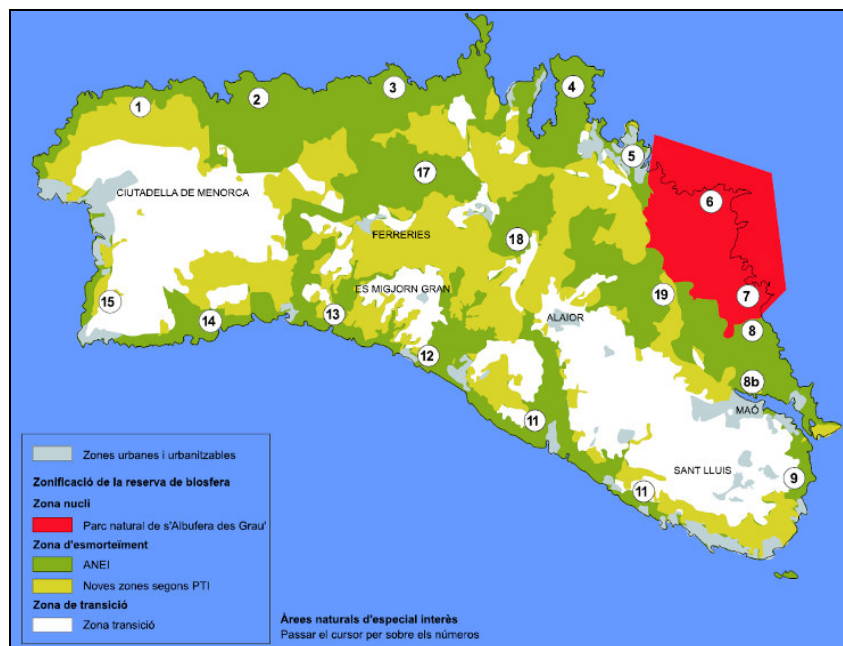 1
2
3
4
5
6
7
8
8b
9
11
11
12
13
14
15
17
18
19
CIUTADELLA DE MENORCA
FERRERIES
ES MIGJORN GRAN
ALAIOR
MAÓ
SANT LLUIS
Zones urbanes i urbanitzables
Zonificació de la reserva de biosfera
Zona nucli
Parc natural de s'Albufera des Grau'
Zona d'esmorteïment
ANEI
Noves zones segons PTI
Zona de transició
Zona transició
Àrees naturals d'especial interès
Passar el cursor per sobre els números